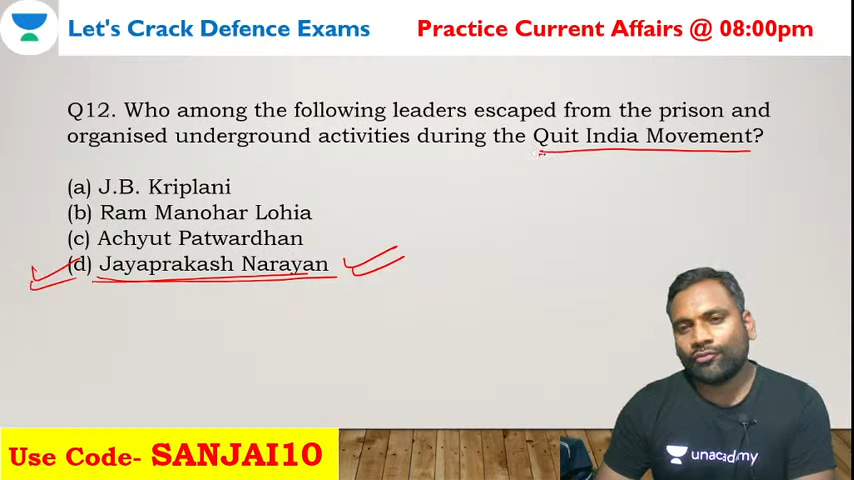 Let's Crack Defence Exams
Practice Current Affairs @ 08:00pm
Q12. Who among the following leaders escaped from the prison and
organised underground activities during the Quit India Movement?
(a) J.B. Kriplani
(b) Ram Manohar Lohia
(c) Achyut Patwardhan
(d) Jayaprakash Narayan
unacademy
Use Code- SANJAI10